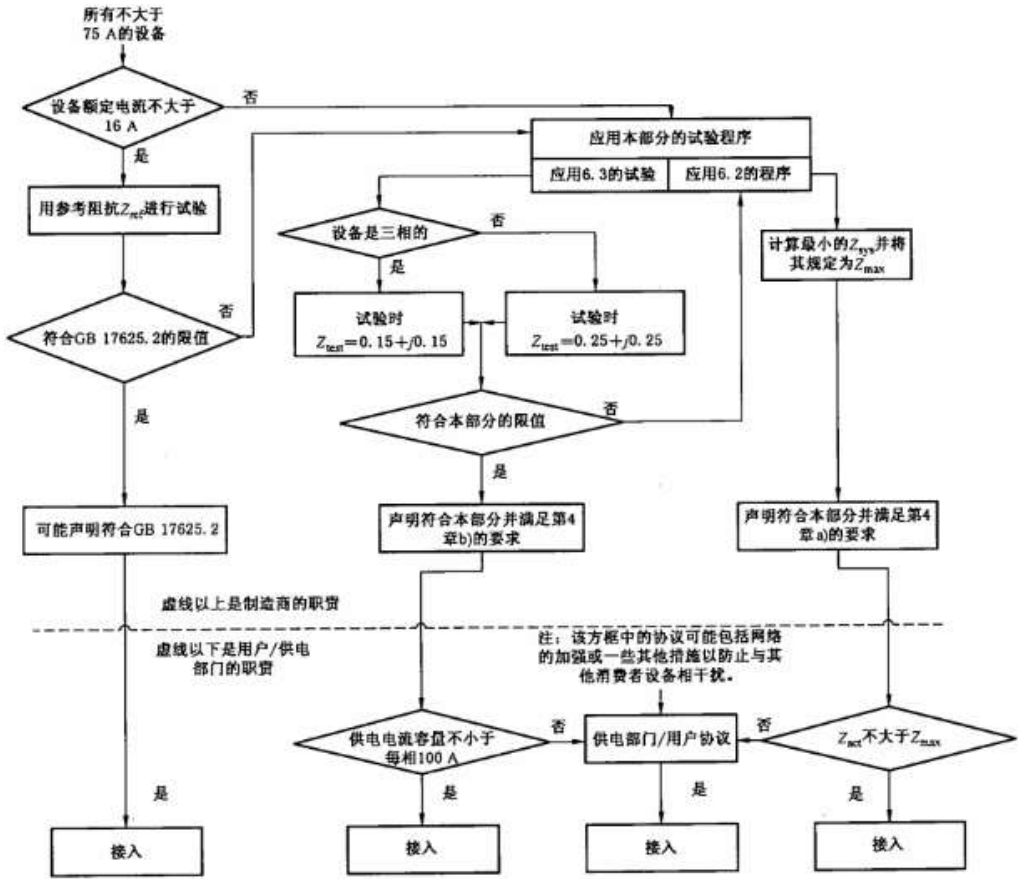 所有不大于
75 A的设备
设备额定电流不大于
16 A
否
是
应用本部分的试验程序
应用6.3的试验
应用6.2的程序
用参考阻抗Zref进行试验
设备是三相的
否
是
计算最小的Zsys并将
其规定为Zmax
符合GB 17625.2的限值
否
试验时
Ztest=0.15+j0.15
试验时
Ztest=0.25+j0.25
是
符合本部分的限值
否
是
可能声明符合GB 17625.2
声明符合本部分并满足第4
章b)的要求
声明符合本部分并满足第4
章a)的要求
虚线以上是制造商的职责
虚线以下是用户/供电
部门的职责
注：该方框中的协议可能包括网络
的加强或一些其他措施以防止与其
他消费者设备相干扰。
供电电流容量不小于
每相100 A
否
供电部门/用户协议
否
Znet不大于Zmax
是
是
是
是
接入
接入
接入
接入